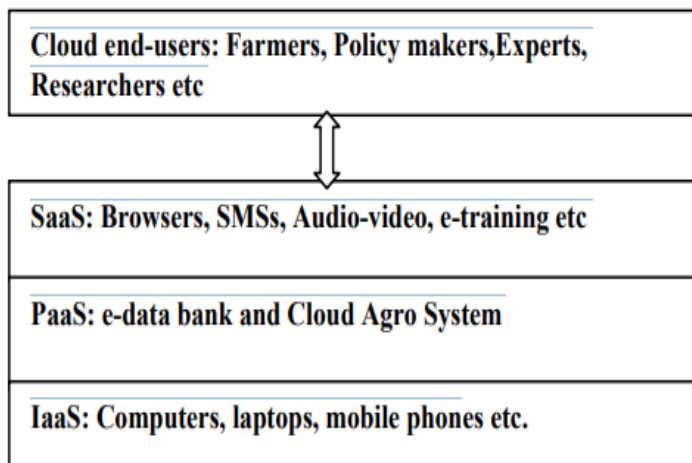 Cloud end-users: Farmers, Policy makers,Experts,
Researchers etc
SaaS: Browsers, SMSs, Audio-video, e-training etc
PaaS: e-data bank and Cloud Agro System
IaaS: Computers, laptops, mobile phones etc.